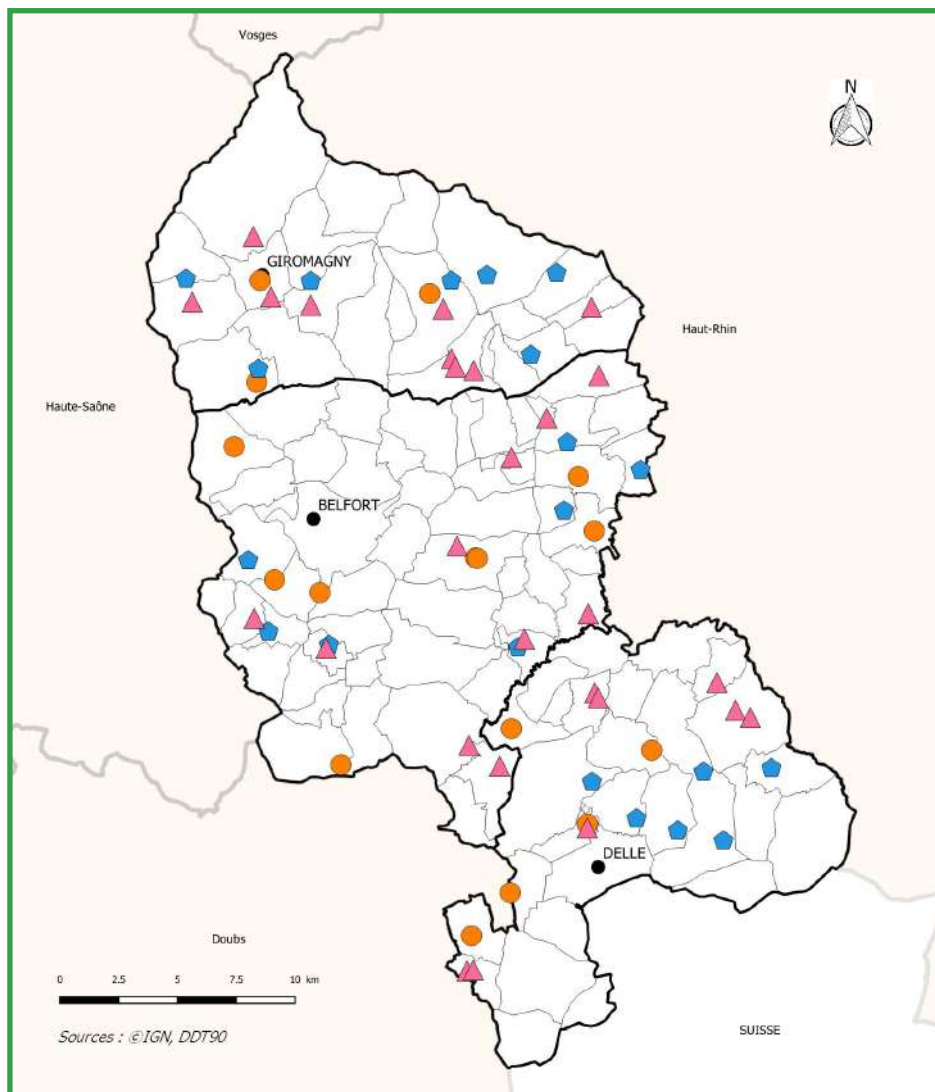 Vosges
N
GIROMAGNY
Haut-Rhin
Haute-Saône
BELFORT
DELLE
Doubs
0 2.5 5 7.5 10 km
SUISSE
Sources : ©IGN, DDT90